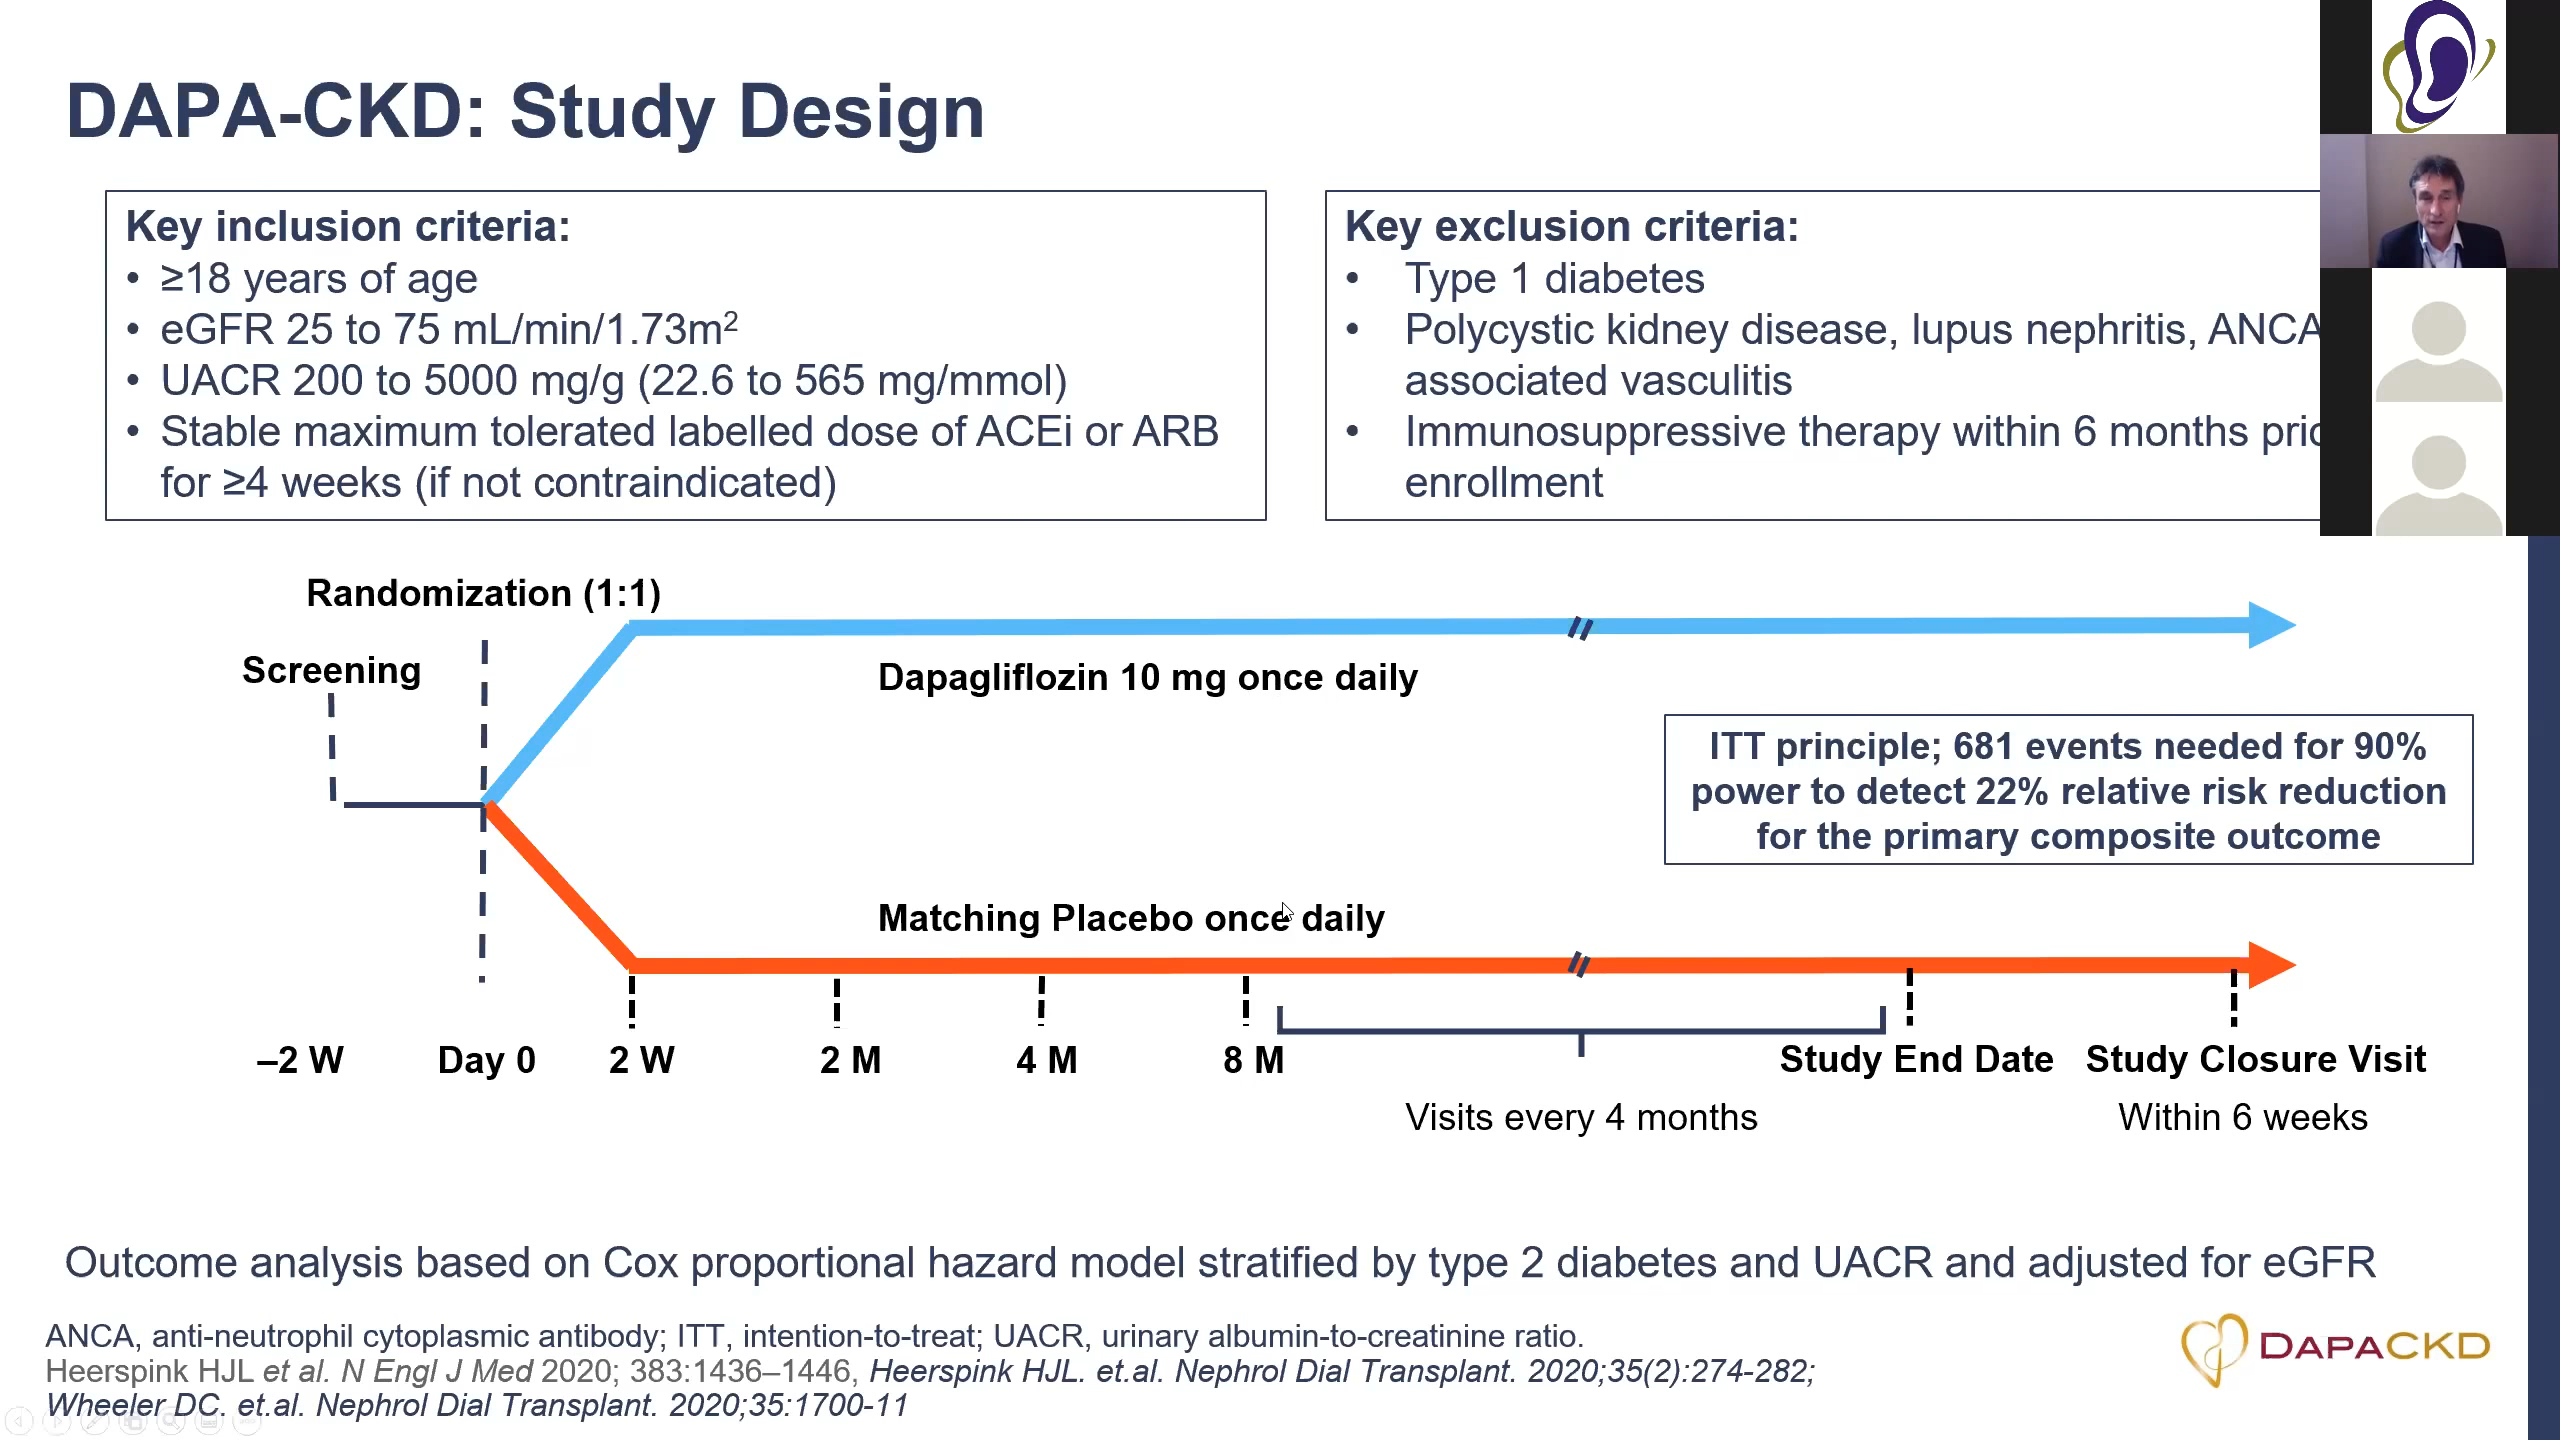 DAPA-CKD: Study Design
Key inclusion criteria:
• ≥18 years of age
• eGFR 25 to 75 mL/min/1.73m²
• UACR 200 to 5000 mg/g (22.6 to 565 mg/mmol)
• Stable maximum tolerated labelled dose of ACEi or ARB
for ≥4 weeks (if not contraindicated)
Key exclusion criteria:
• Type 1 diabetes
• Polycystic kidney disease, lupus nephritis, ANCA
associated vasculitis
• Immunosuppressive therapy within 6 months
enrollment
Randomization (1:1)
Screening
Dapagliflozin 10 mg once daily
ITT principle; 681 events needed for 90%
power to detect 22% relative risk reduction
for the primary composite outcome
Matching Placebo once daily
–2 W Day 0 2 W 2 M 4 M 8 M Study End Date Study Closure Visit
Visits every 4 months Within 6 weeks
Outcome analysis based on Cox proportional hazard model stratified by type 2 diabetes and UACR and adjusted for eGFR
ANCA, anti-neutrophil cytoplasmic antibody; ITT, intention-to-treat; UACR, urinary albumin-to-creatinine ratio.
Heerspink HJL et al. N Engl J Med 2020; 383:1436–1446, Heerspink HJL. et.al. Nephrol Dial Transplant. 2020;35(2):274-282;
Wheeler DC. et.al. Nephrol Dial Transplant. 2020;35:1700-11
DAPACKD